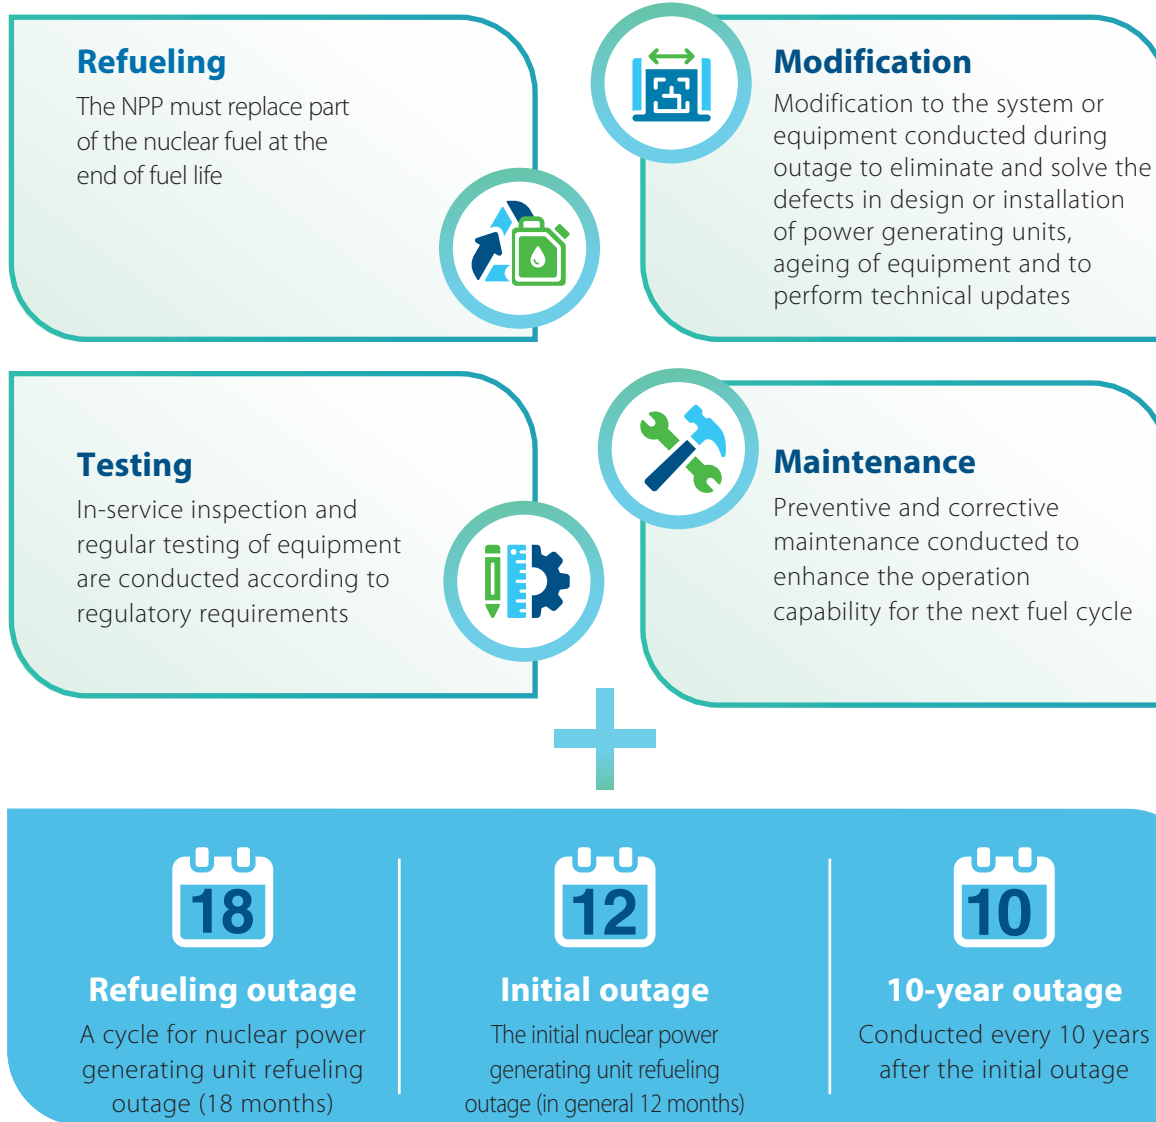 Refueling
The NPP must replace part
of the nuclear fuel at the
end of fuel life
Modification
Modification to the system or
equipment conducted during
outage to eliminate and solve the
defects in design or installation
of power generating units,
ageing of equipment and to
perform technical updates
Testing
In-service inspection and
regular testing of equipment
are conducted according to
regulatory requirements
Maintenance
Preventive and corrective
maintenance conducted to
enhance the operation
capability for the next fuel cycle
18
Refueling outage
A cycle for nuclear power
generating unit refueling
outage (18 months)
12
Initial outage
The initial nuclear power
generating unit refueling
outage (in general 12 months)
10
10-year outage
Conducted every 10 years
after the initial outage